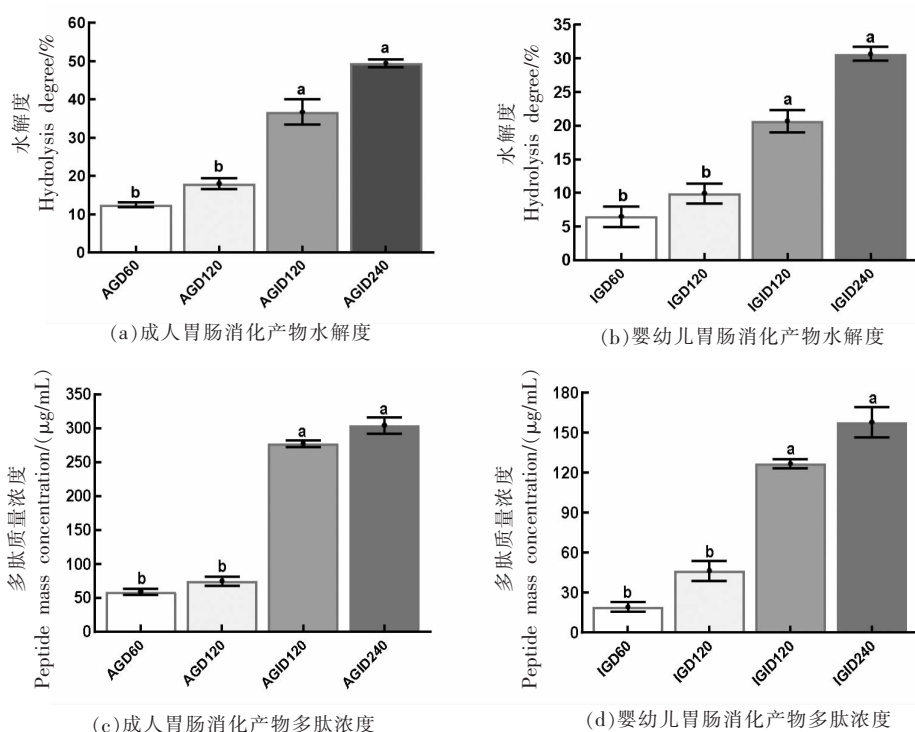 水解度
Hydrolysis degree/%
60
50
40
30
20
10
0
b
b
a
a
AGD60
AGD120
AGID120
AGID240
(a)成人胃肠消化产物水解度
水解度
Hydrolysis degree/%
35
30
25
20
15
10
5
0
b
b
a
a
IGD60
IGD120
IGID120
IGID240
(b)婴幼儿胃肠消化产物水解度
多肽质量浓度
Peptide mass concentration/(μg/mL)
350
300
250
200
150
100
50
0
b
b
a
a
AGD60
AGD120
AGID120
AGID240
(c)成人胃肠消化产物多肽浓度
多肽质量浓度
Peptide mass concentration/(μg/mL)
180
150
120
90
60
30
0
b
b
a
a
IGD60
IGD120
IGID120
IGID240
(d)婴幼儿胃肠消化产物多肽浓度